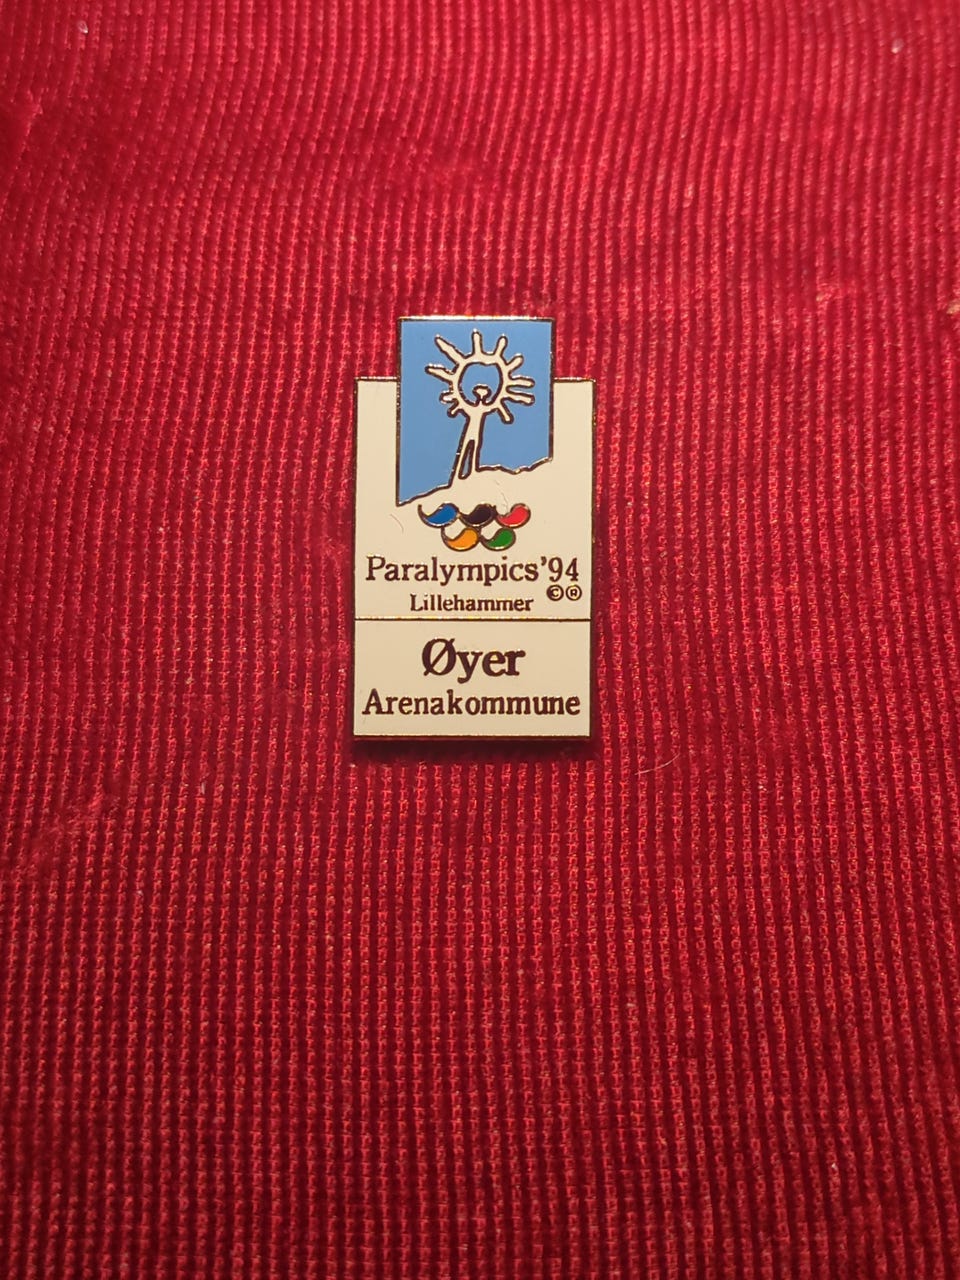 Paralympics'94
Lillehammer ©®
Øyer
Arenakommune